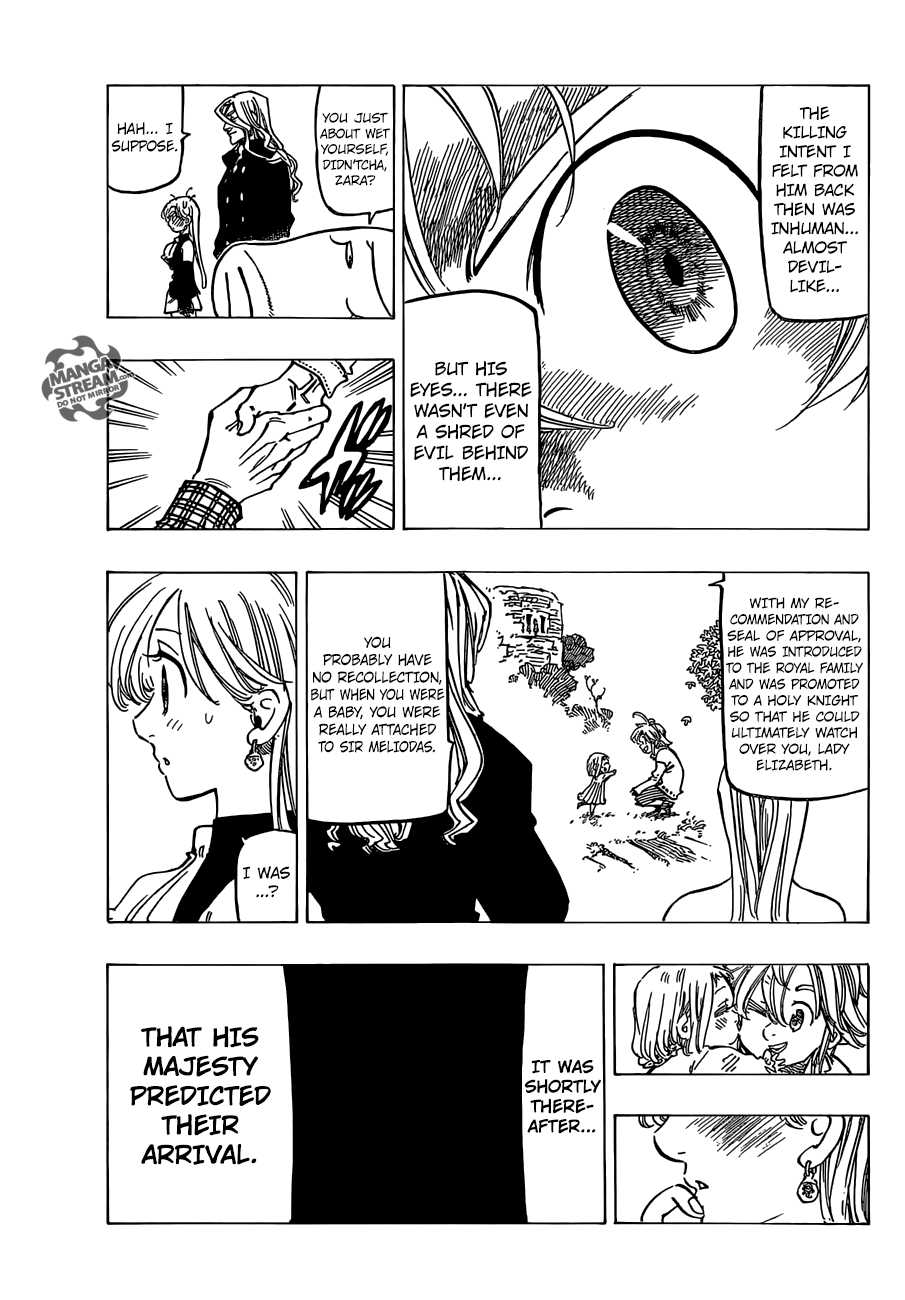 THE
KILLING
INTENT I
FELT FROM
HIM BACK
THEN WAS
INHUMAN...
ALMOST
DEVIL-
LIKE...
BUT HIS
EYES... THERE
WASN'T EVEN
A SHRED OF
EVIL BEHIND
THEM...
YOU JUST
ABOUT WET
YOURSELF,
DIDN'TCHA,
ZARA?
HAH... I
SUPPOSE.
MANGA
STREAM.com
DO NOT MIRROR
WITH MY RE-
COMMENDATION AND
SEAL OF APPROVAL,
HE WAS INTRODUCED
TO THE ROYAL FAMILY
AND WAS PROMOTED
TO A HOLY KNIGHT
SO THAT HE COULD
ULTIMATELY WATCH
OVER YOU, LADY
ELIZABETH.
YOU
PROBABLY HAVE
NO RECOLLECTION,
BUT WHEN YOU WERE
A BABY, YOU WERE
REALLY ATTACHED
TO SIR MELIODAS.
I WAS
...?
IT WAS
SHORTLY
THERE-
AFTER...
THAT HIS
MAJESTY
PREDICTED
THEIR
ARRIVAL.